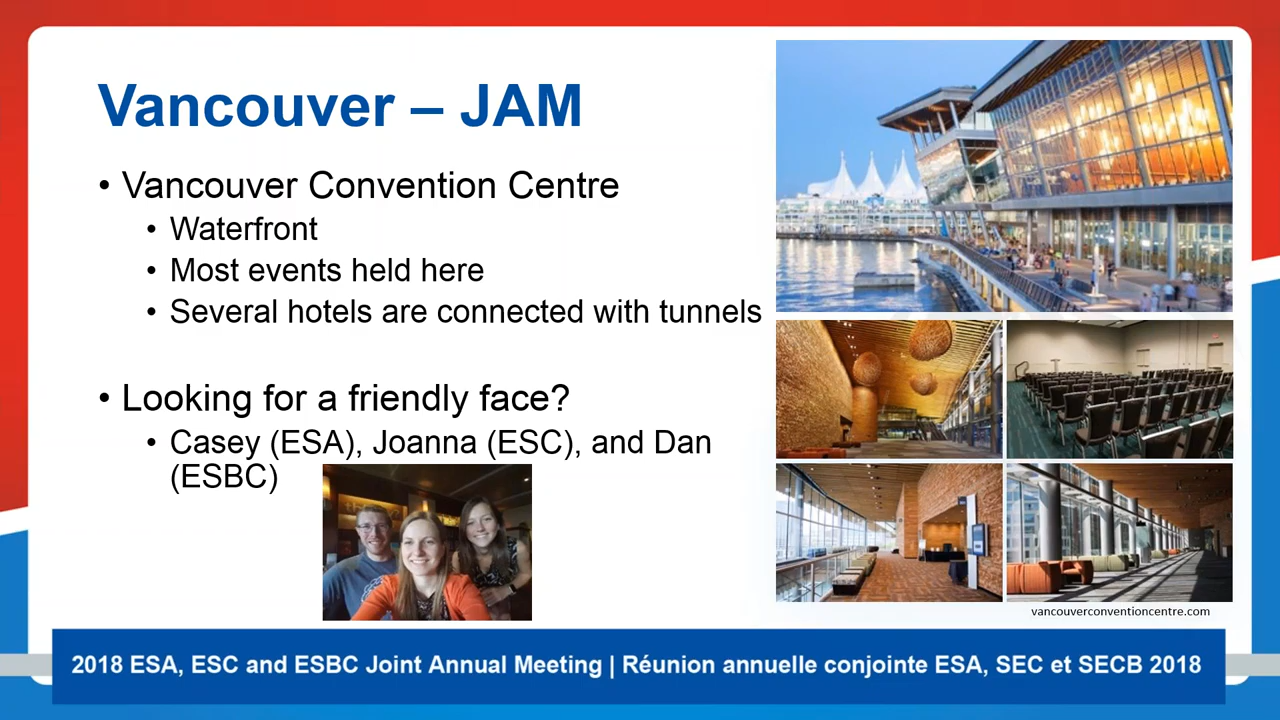 Vancouver – JAM
• Vancouver Convention Centre
• Waterfront
• Most events held here
• Several hotels are connected with tunnels
• Looking for a friendly face?
• Casey (ESA), Joanna (ESC), and Dan
(ESBC)
CANADA PLACE
vancouverconventioncentre.com
2018 ESA, ESC and ESBC Joint Annual Meeting | Réunion annuelle conjointe ESA, SEC et SECB 2018